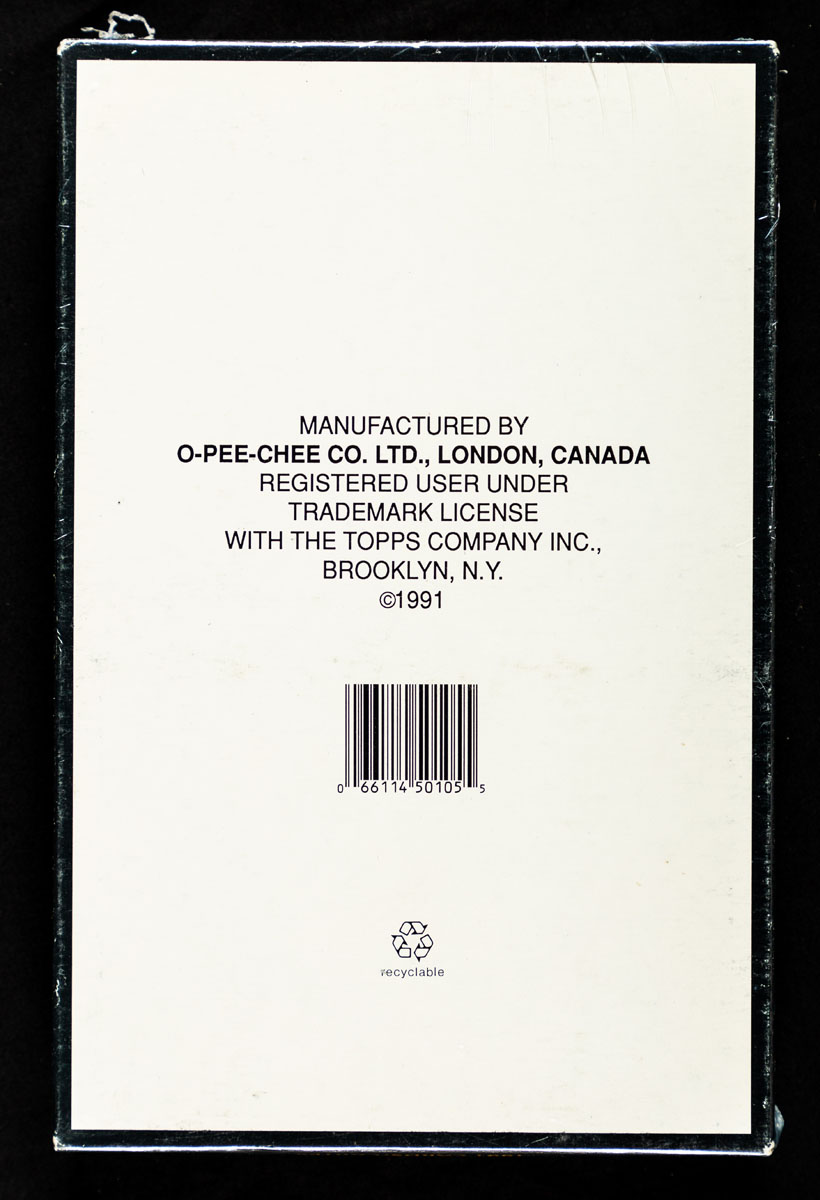 MANUFACTURED BY
O-PEE-CHEE CO. LTD., LONDON, CANADA
REGISTERED USER UNDER
TRADEMARK LICENSE
WITH THE TOPPS COMPANY INC.,
BROOKLYN, N.Y.
©1991
0 66114 50105 5
recyclable